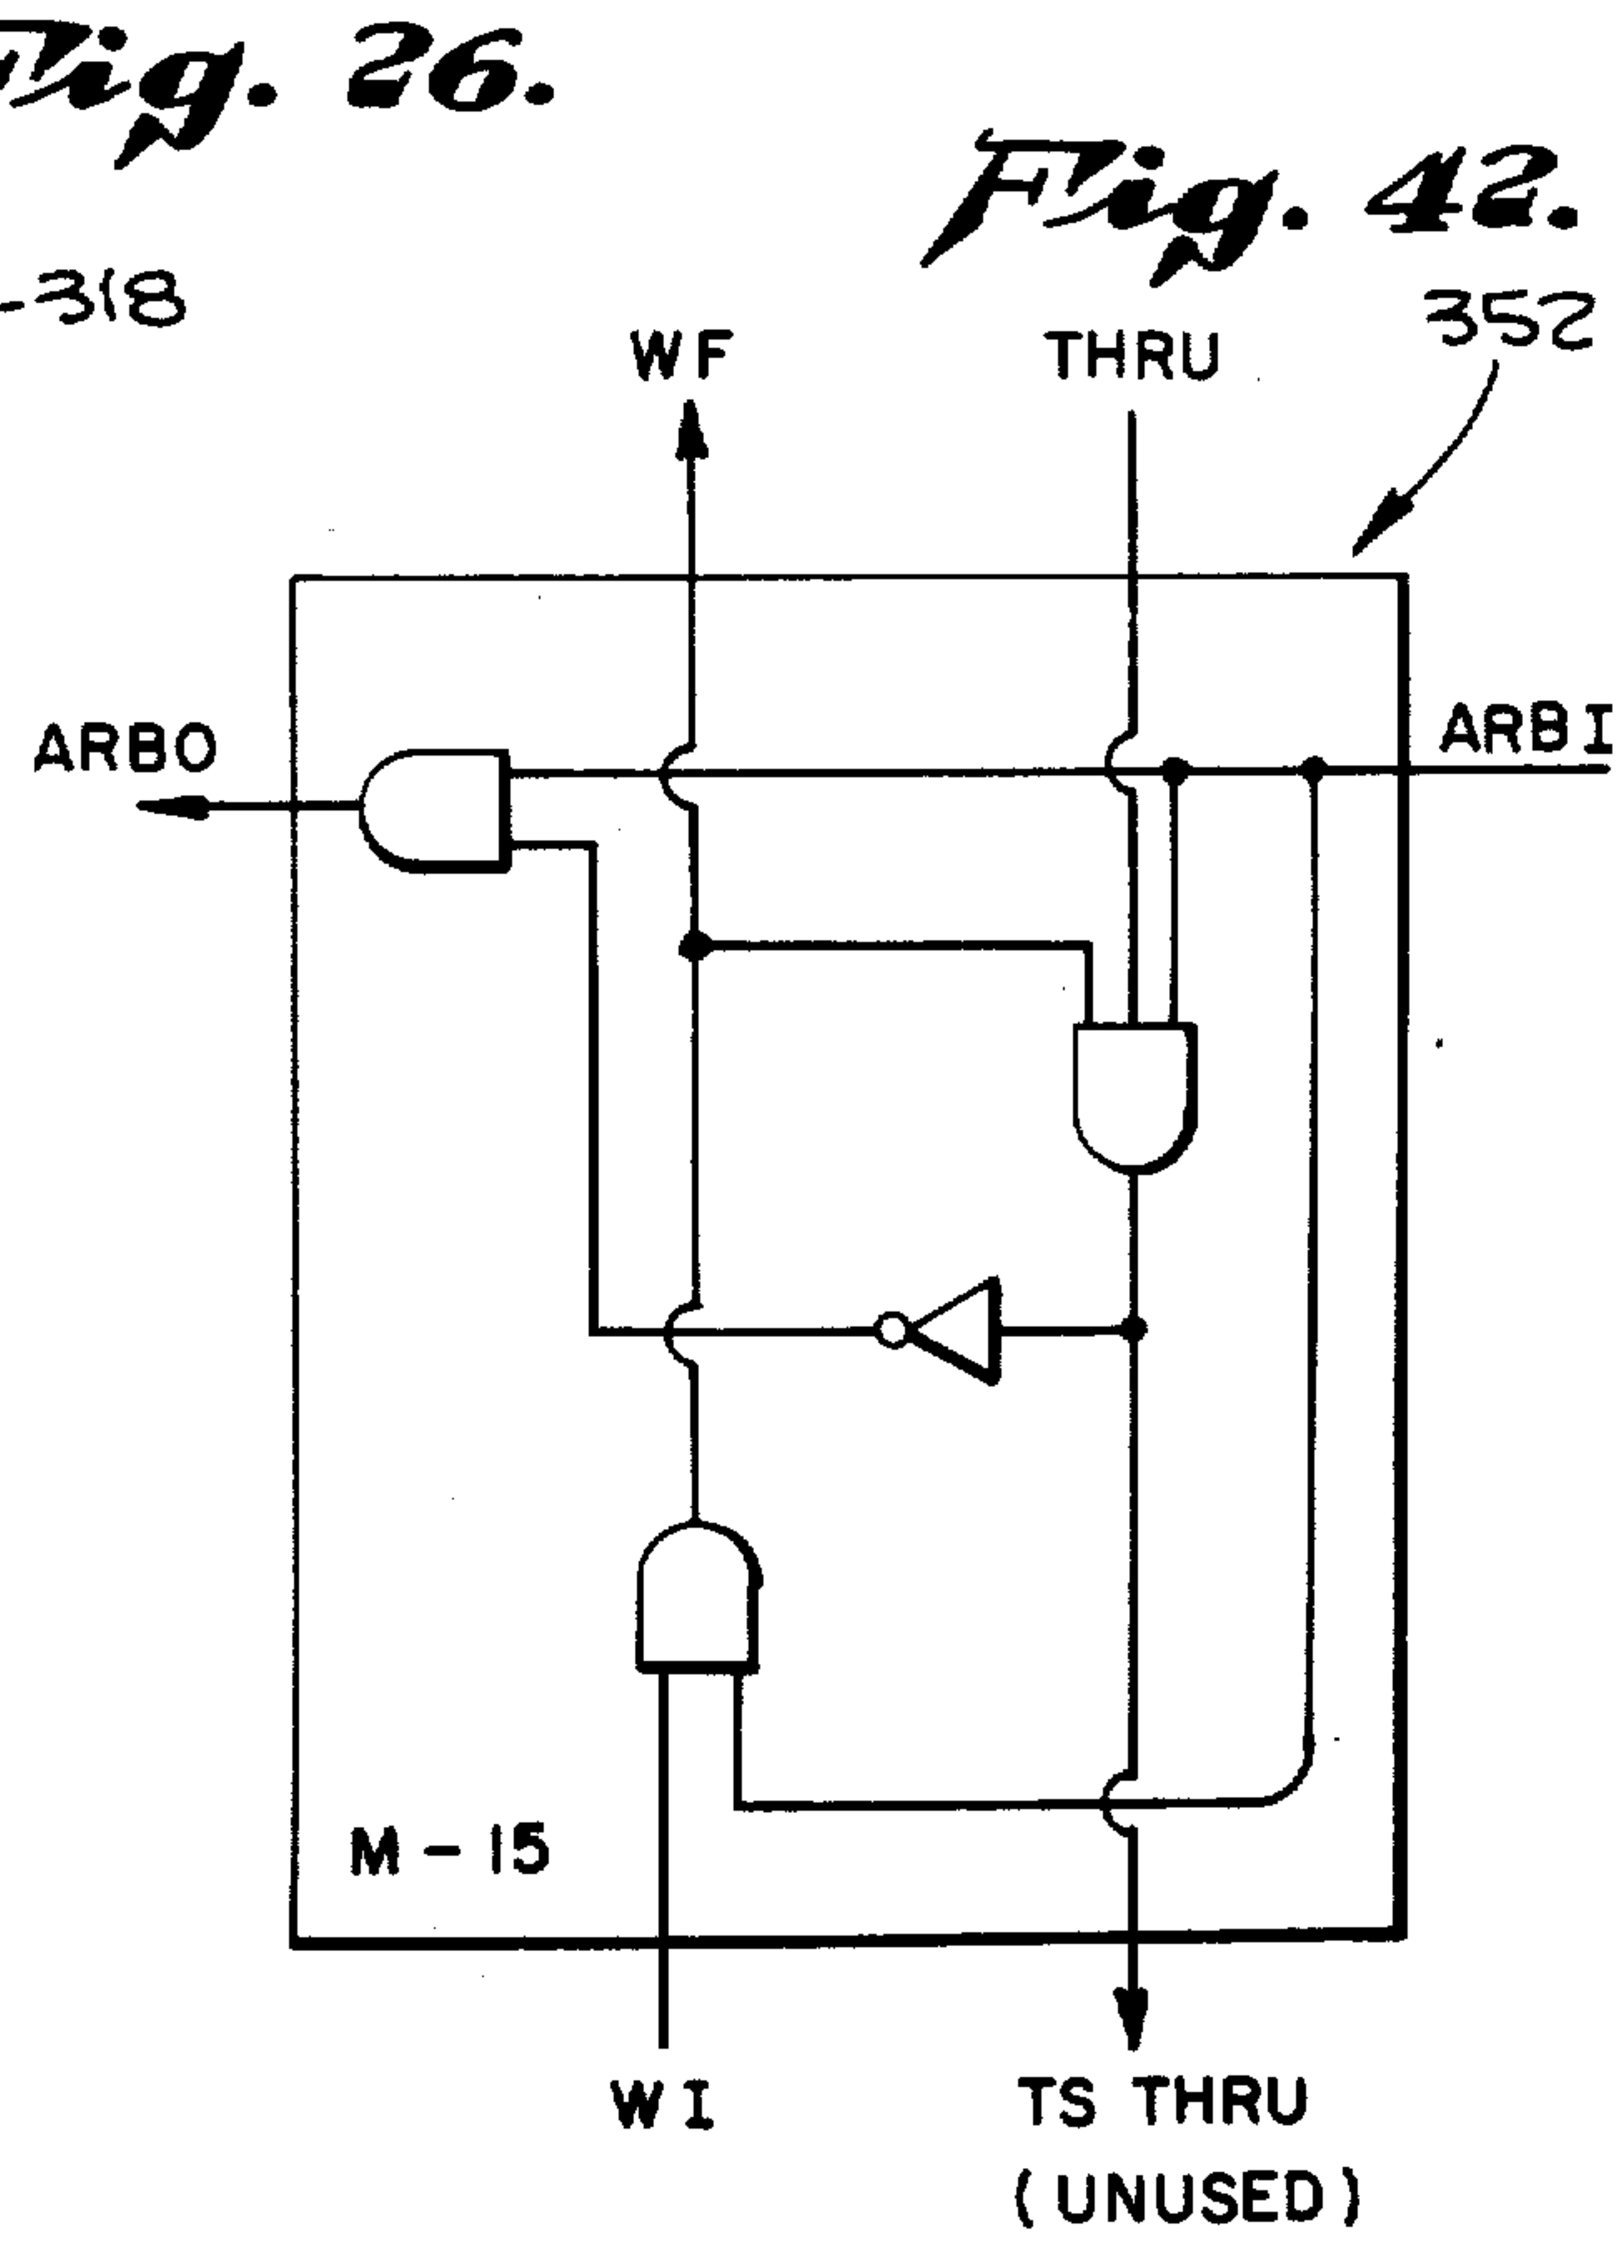 Fig. 26.
Fig. 42.
-318
352
WF
THRU
ARBO
ARBI
M-15
WI
TS THRU
(UNUSED)